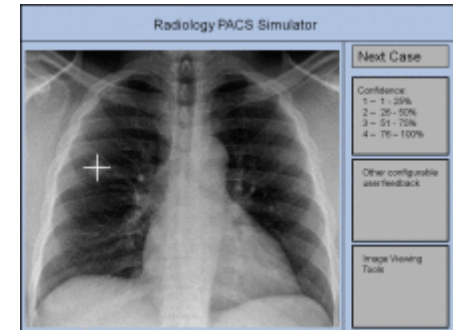 Radiology PACS Simulator
Next Case
Confidence:
1 – 1 - 25%
2 – 26 - 50%
3 – 51 - 75%
4 – 76 – 100%
Other configurable
user feedback
Image Viewing
Tools